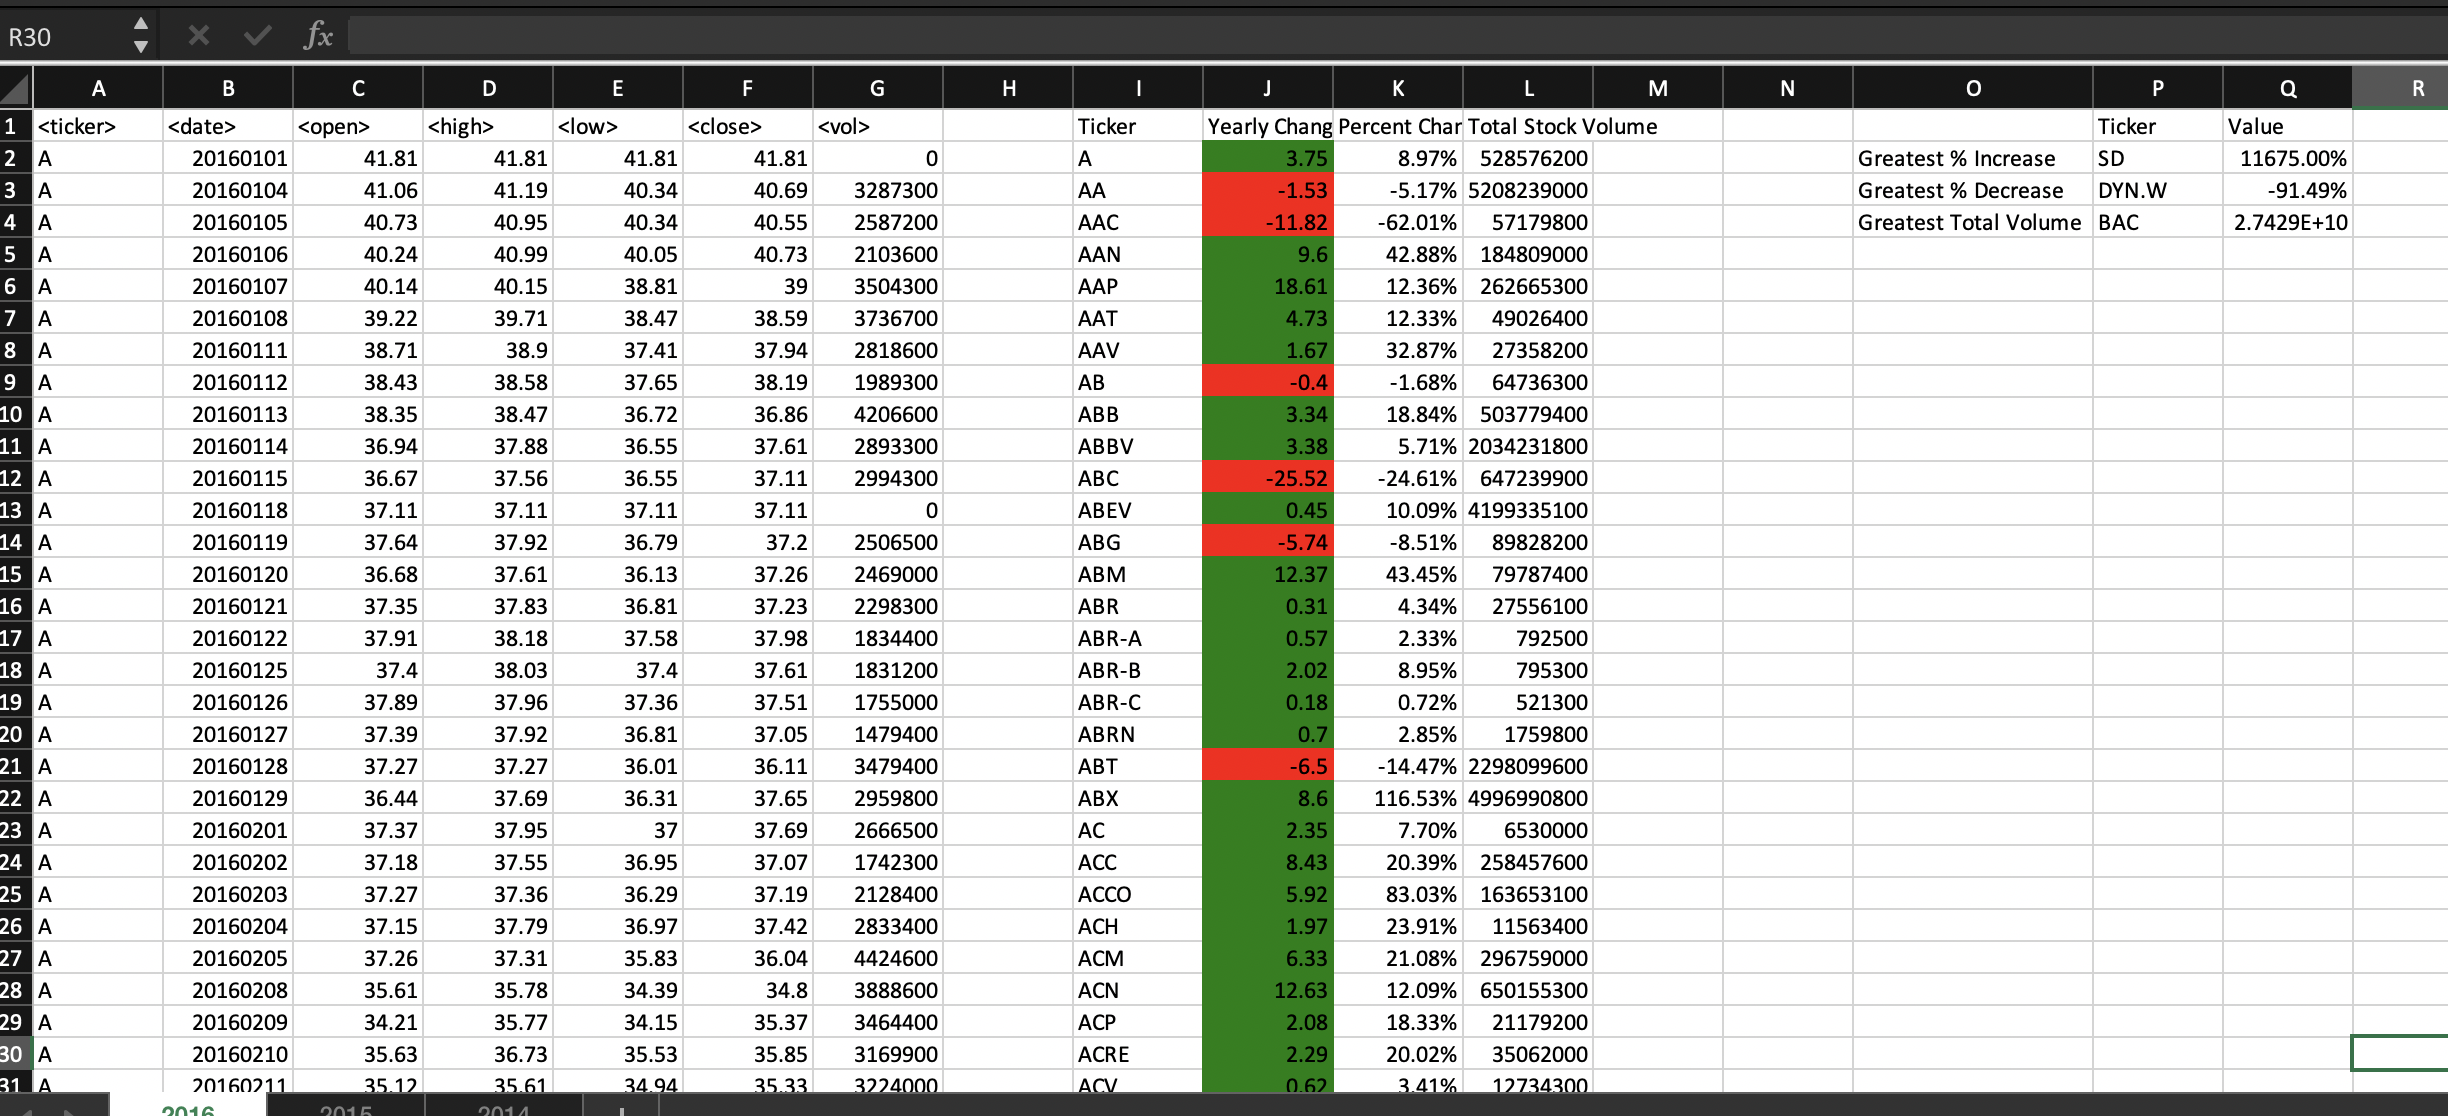 R30 fx
A B C D E F G H I J K L M N O P Q R
1 <ticker> <date> <open> <high> <low> <close> <vol> Ticker Yearly Chang Percent Char Total Stock Volume Ticker Value
2 A 20160101 41.81 41.81 41.81 41.81 0 A 3.75 8.97% 528576200 Greatest % Increase SD 11675.00%
3 A 20160104 41.06 41.19 40.34 40.69 3287300 AA -1.53 -5.17% 5208239000 Greatest % Decrease DYN.W -91.49%
4 A 20160105 40.73 40.95 40.34 40.55 2587200 AAC -11.82 -62.01% 57179800 Greatest Total Volume BAC 2.7429E+10
5 A 20160106 40.24 40.99 40.05 40.73 2103600 AAN 9.6 42.88% 184809000
6 A 20160107 40.14 40.15 38.81 39 3504300 AAP 18.61 12.36% 262665300
7 A 20160108 39.22 39.71 38.47 38.59 3736700 AAT 4.73 12.33% 49026400
8 A 20160111 38.71 38.9 37.41 37.94 2818600 AAV 1.67 32.87% 27358200
9 A 20160112 38.43 38.58 37.65 38.19 1989300 AB -0.4 -1.68% 64736300
10 A 20160113 38.35 38.47 36.72 36.86 4206600 ABB 3.34 18.84% 503779400
11 A 20160114 36.94 37.88 36.55 37.61 2893300 ABBV 3.38 5.71% 2034231800
12 A 20160115 36.67 37.56 36.55 37.11 2994300 ABC -25.52 -24.61% 647239900
13 A 20160118 37.11 37.11 37.11 37.11 0 ABEV 0.45 10.09% 4199335100
14 A 20160119 37.64 37.92 36.79 37.2 2506500 ABG -5.74 -8.51% 89828200
15 A 20160120 36.68 37.61 36.13 37.26 2469000 ABM 12.37 43.45% 79787400
16 A 20160121 37.35 37.83 36.81 37.23 2298300 ABR 0.31 4.34% 27556100
17 A 20160122 37.91 38.18 37.58 37.98 1834400 ABR-A 0.57 2.33% 792500
18 A 20160125 37.4 38.03 37.4 37.61 1831200 ABR-B 2.02 8.95% 795300
19 A 20160126 37.89 37.96 37.36 37.51 1755000 ABR-C 0.18 0.72% 521300
20 A 20160127 37.39 37.92 36.81 37.05 1479400 ABRN 0.7 2.85% 1759800
21 A 20160128 37.27 37.27 36.01 36.11 3479400 ABT -6.5 -14.47% 2298099600
22 A 20160129 36.44 37.69 36.31 37.65 2959800 ABX 8.6 116.53% 4996990800
23 A 20160201 37.37 37.95 37 37.69 2666500 AC 2.35 7.70% 6530000
24 A 20160202 37.18 37.55 36.95 37.07 1742300 ACC 8.43 20.39% 258457600
25 A 20160203 37.27 37.36 36.29 37.19 2128400 ACCO 5.92 83.03% 163653100
26 A 20160204 37.15 37.79 36.97 37.42 2833400 ACH 1.97 23.91% 11563400
27 A 20160205 37.26 37.31 35.83 36.04 4424600 ACM 6.33 21.08% 296759000
28 A 20160208 35.61 35.78 34.39 34.8 3888600 ACN 12.63 12.09% 650155300
29 A 20160209 34.21 35.77 34.15 35.37 3464400 ACP 2.08 18.33% 21179200
30 A 20160210 35.63 36.73 35.53 35.85 3169900 ACRE 2.29 20.02% 35062000
31 A 20160211 35.12 35.61 34.94 35.33 3224000 ACV 0.62 3.41% 12734300
2016 2015 2014